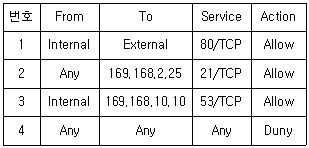 번호 From To Service Action
1 Internal External 80/TCP Allow
2 Any 169.168.2.25 21/TCP Allow
3 Internal 169.168.10.10 53/TCP Allow
4 Any Any Any Duny